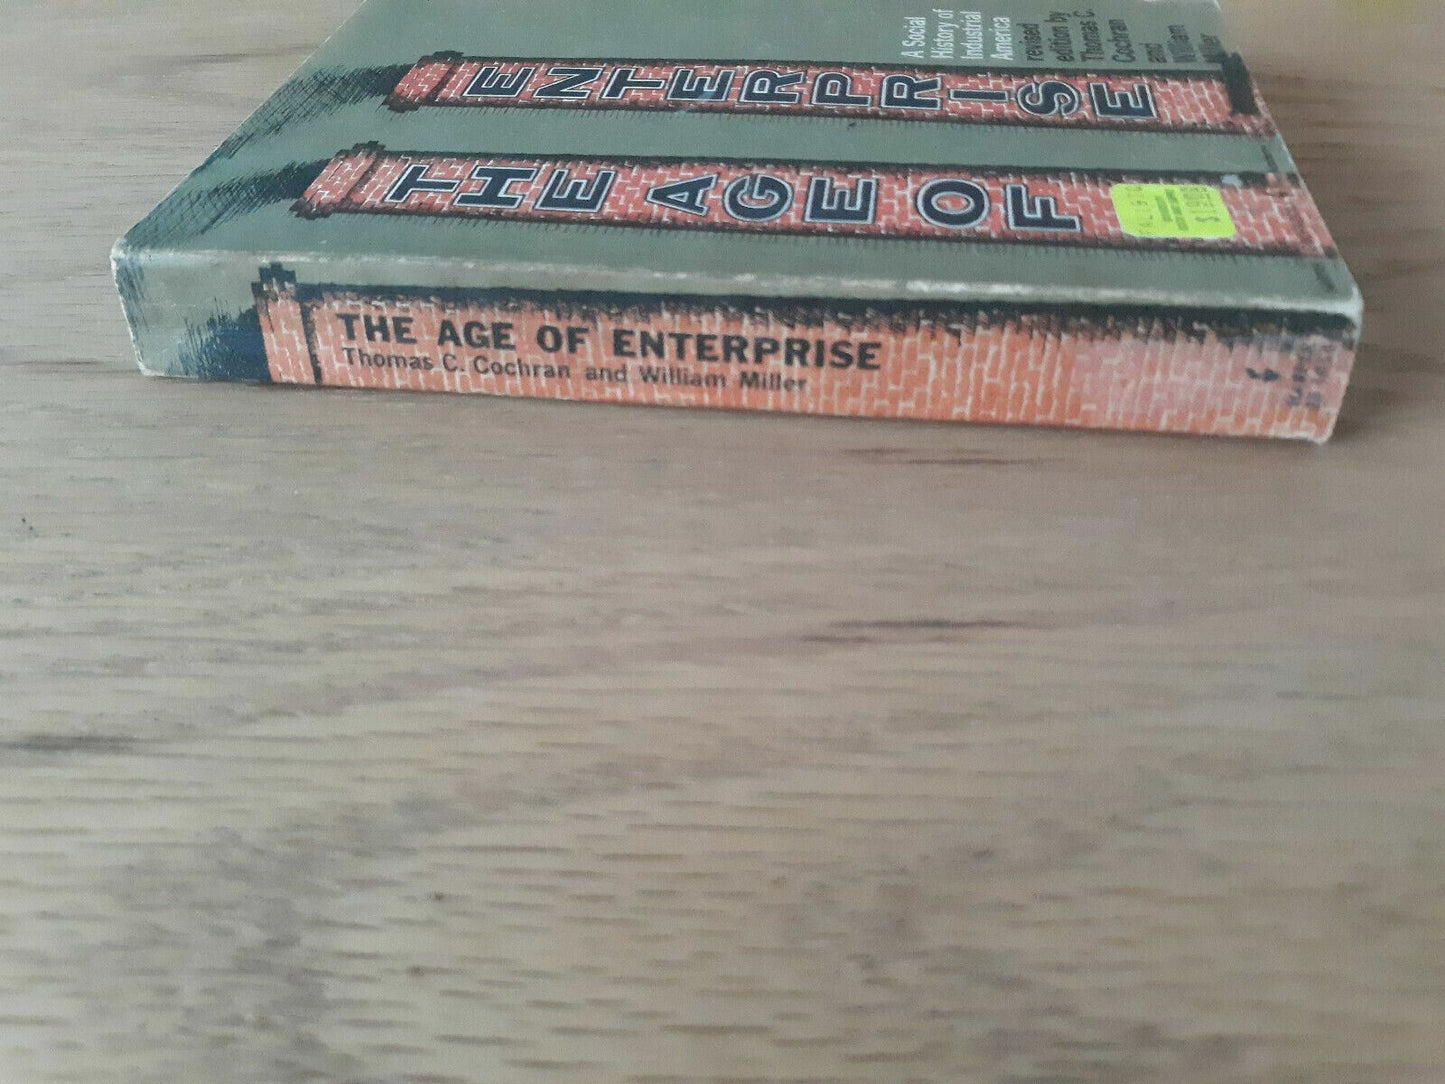 A Social
History of
Industrial
America
revised
edition by
Thomas C.
Cochran
and
William
Miller
ENTERPRISE
THE AGE OF
THE AGE OF ENTERPRISE
Thomas C. Cochran and William Miller